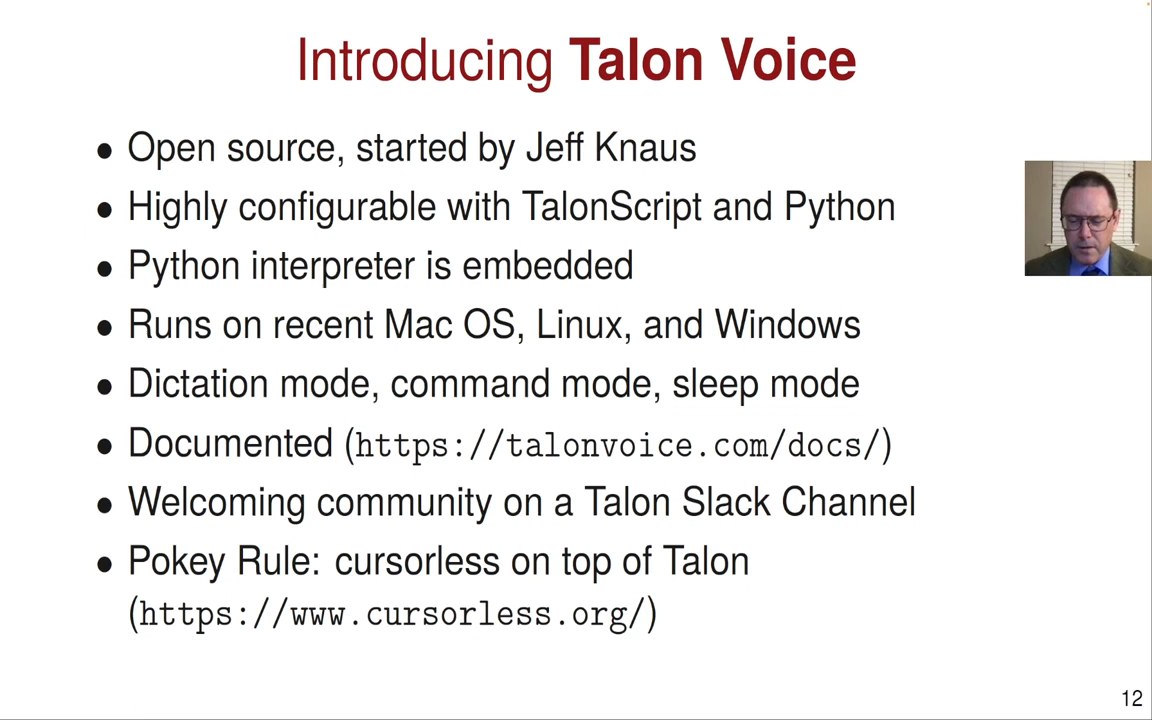 Introducing Talon Voice
• Open source, started by Jeff Knaus
• Highly configurable with TalonScript and Python
• Python interpreter is embedded
• Runs on recent Mac OS, Linux, and Windows
• Dictation mode, command mode, sleep mode
• Documented (https://talonvoice.com/docs/)
• Welcoming community on a Talon Slack Channel
• Pokey Rule: cursorless on top of Talon
(https://www.cursorless.org/)
12